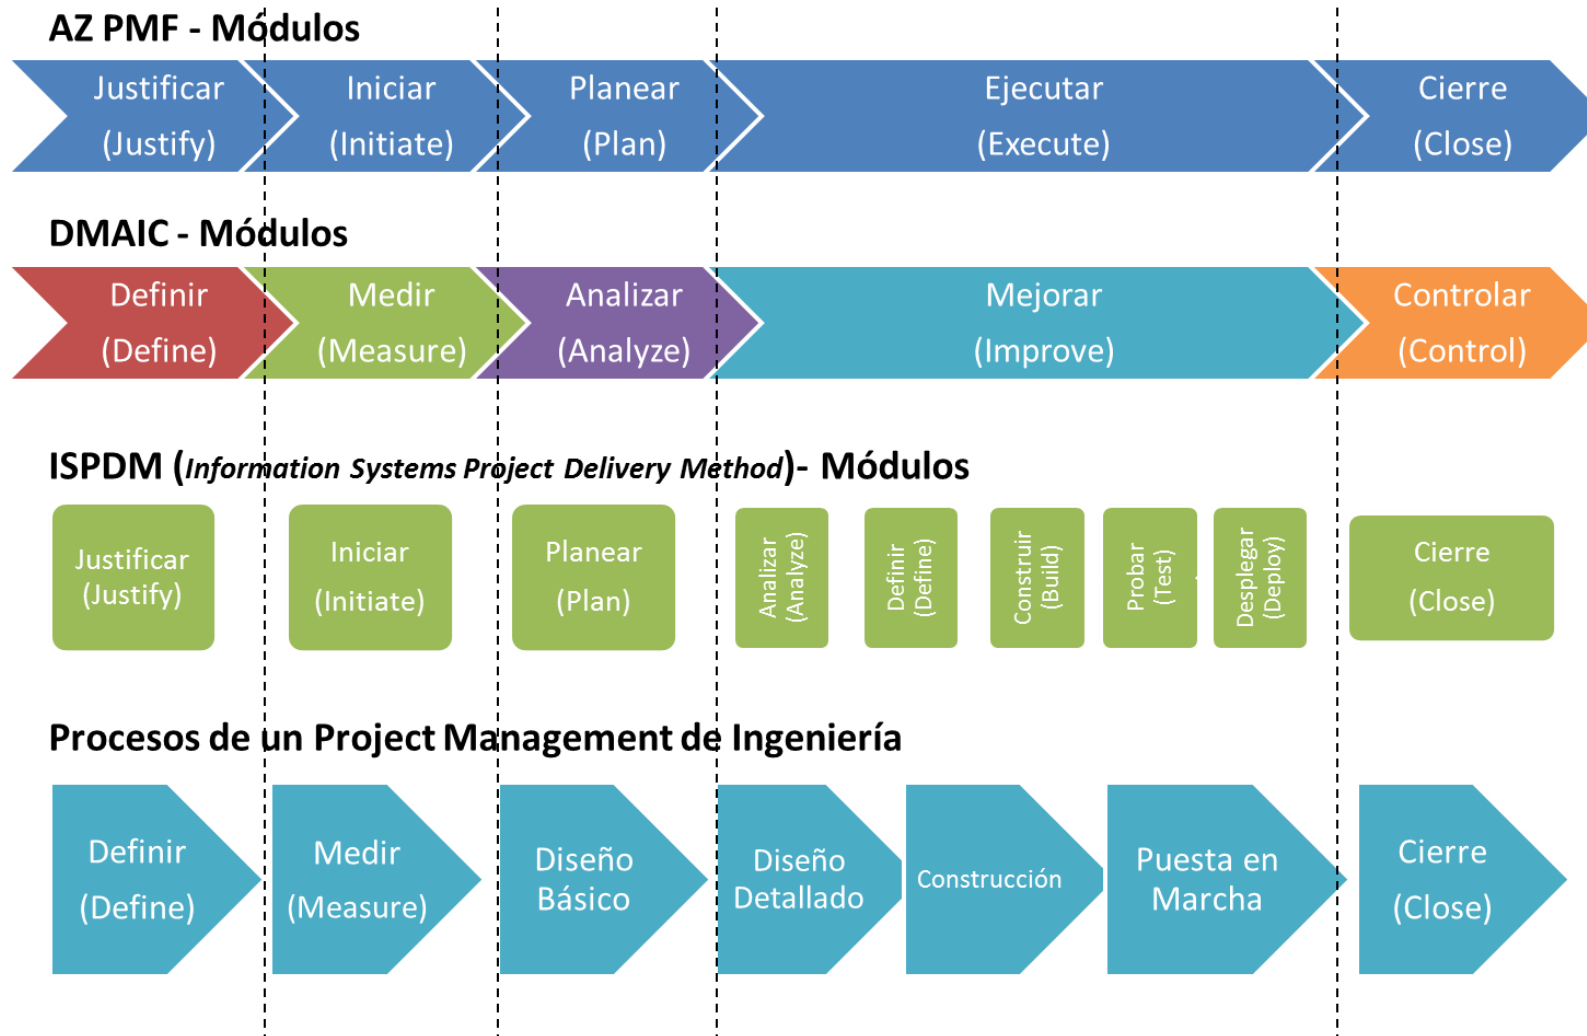 AZ PMF - Módulos
Justificar
(Justify)
Iniciar
(Initiate)
Planear
(Plan)
Ejecutar
(Execute)
Cierre
(Close)
DMAIC - Módulos
Definir
(Define)
Medir
(Measure)
Analizar
(Analyze)
Mejorar
(Improve)
Controlar
(Control)
ISPDM (Information Systems Project Delivery Method)- Módulos
Justificar
(Justify)
Iniciar
(Initiate)
Planear
(Plan)
Analizar
(Analyze)
Definir
(Define)
Construir
(Build)
Probar
(Test)
Desplegar
(Deploy)
Cierre
(Close)
Procesos de un Project Management de Ingeniería
Definir
(Define)
Medir
(Measure)
Diseño
Básico
Diseño
Detallado
Construcción
Puesta en
Marcha
Cierre
(Close)